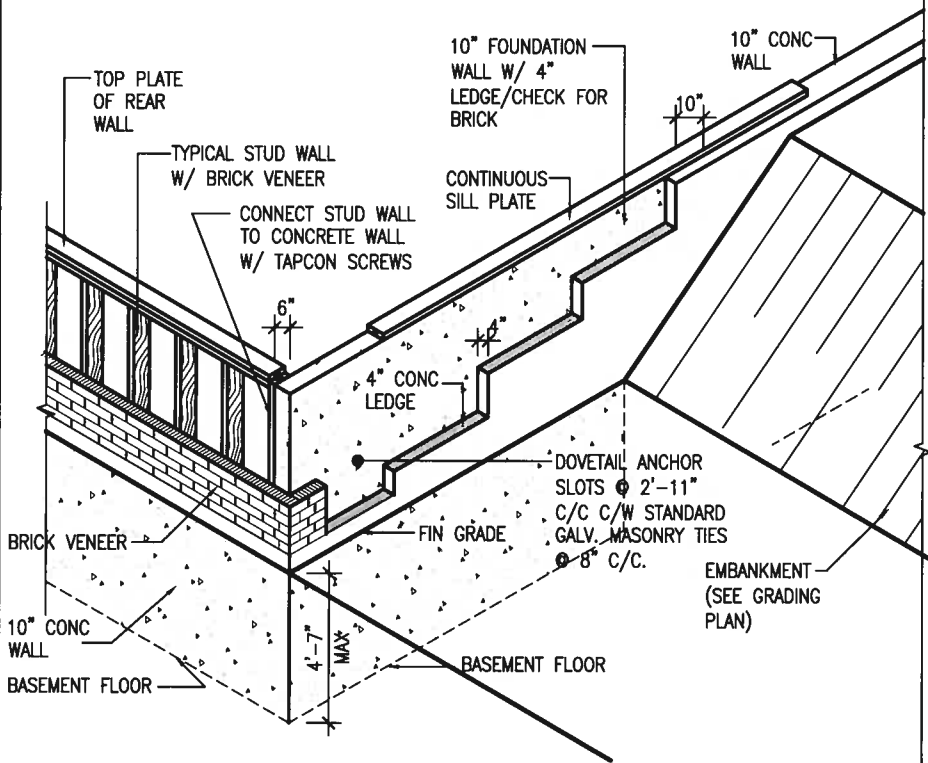 10" FOUNDATION
WALL W/ 4"
LEDGE/CHECK FOR
BRICK
10" CONC
WALL
TOP PLATE
OF REAR
WALL
10"
TYPICAL STUD WALL
W/ BRICK VENEER
CONTINUOUS
SILL PLATE
CONNECT STUD WALL
TO CONCRETE WALL
W/ TAPCON SCREWS
6"
4"
4" CONC
LEDGE
DOVETAIL ANCHOR
SLOTS @ 2'-11"
C/C C/W STANDARD
GALV. MASONRY TIES
@ 8" C/C.
BRICK VENEER
FIN GRADE
EMBANKMENT
(SEE GRADING
PLAN)
10" CONC
WALL
4'-7"
MAX
BASEMENT FLOOR
BASEMENT FLOOR